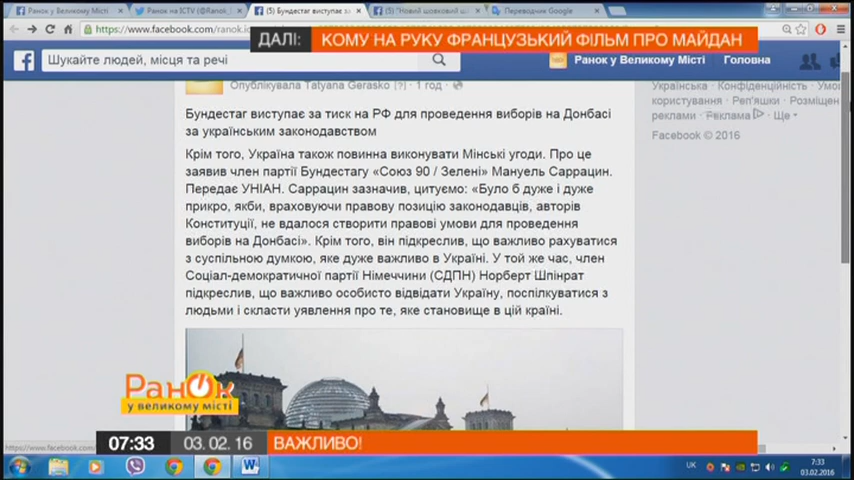 Ранок у Великому Місті
Ранок на ICTV (@Ranok_I
(5) Бундестаг виступає за
(5) "Новий шовковий ш
Переводчик Google
https://www.facebook.com/ranok.ic
ДАЛІ: КОМУ НА РУКУ ФРАНЦУЗЬКИЙ ФІЛЬМ ПРО МАЙДАН
Шукайте людей, місця та речі
Ранок у Великому Місті Головна
Опублікувала Tatyana Gerasko [?] · 1 год ·
Українська · Конфіденційність · Умови
користування · Реп'яшки · Розміщен
реклами · Реклама · Ще
Facebook © 2016
Бундестаг виступає за тиск на РФ для проведення виборів на Донбасі
за українським законодавством
Крім того, Україна також повинна виконувати Мінські угоди. Про це
заявив член партії Бундестагу «Союз 90 / Зелені» Мануель Саррацин.
Передає УНІАН. Саррацин зазначив, цитуємо: «Було б дуже і дуже
прикро, якби, враховуючи правову позицію законодавців, авторів
Конституції, не вдалося створити правові умови для проведення
виборів на Донбасі». Крім того, він підкреслив, що важливо рахуватися
з суспільною думкою, яке дуже важливо в Україні. У той же час, член
Соціал-демократичної партії Німеччини (СДПН) Норберт Шпінрат
підкреслив, що важливо особисто відвідати Україну, поспілкуватися з
людьми і скласти уявлення про те, яке становище в цій країні.
РанОк
у великому місті
07:33 03.02.16 ВАЖЛИВО!
UK
7:33
03.02.2016